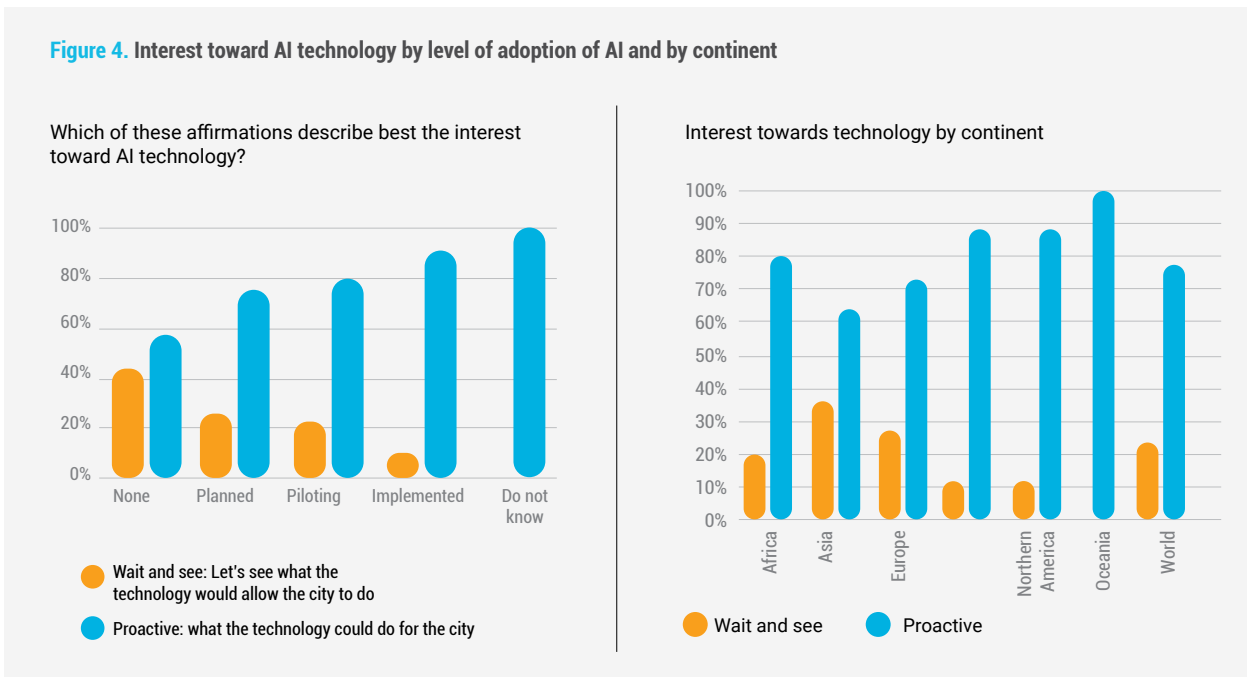 Figure 4. Interest toward AI technology by level of adoption of AI and by continent
Which of these affirmations describe best the interest
toward AI technology?
100%
80%
60%
40%
20%
0%
None
Planned
Piloting
Implemented
Do not
know
Wait and see: Let's see what the
technology would allow the city to do
Proactive: what the technology could do for the city
Interest towards technology by continent
100%
90%
80%
70%
60%
50%
40%
30%
20%
10%
0%
Africa
Asia
Europe
Northern
America
Oceania
World
Wait and see
Proactive